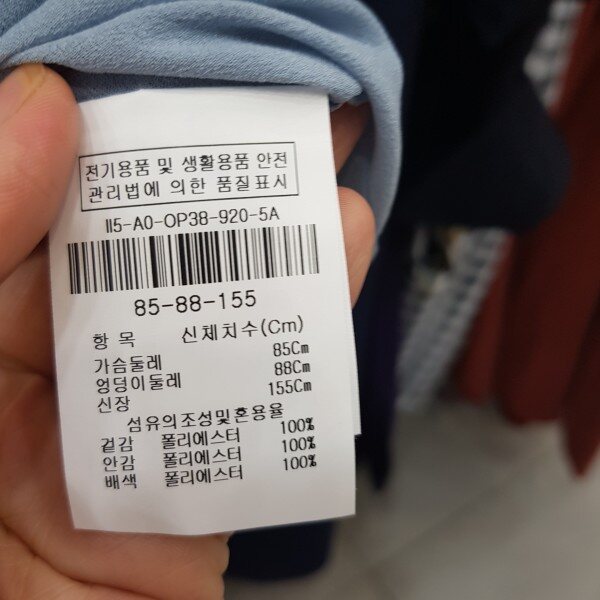 전기용품 및 생활용품 안전
관리법에 의한 품질표시
II5-A0-OP38-920-5A
85-88-155
항 목 신체치수(Cm)
가슴둘레 85Cm
엉덩이둘레 88Cm
신장 155Cm
섬유의조성및혼용율
겉감 폴리에스터 100%
안감 폴리에스터 100%
배색 폴리에스터 100%